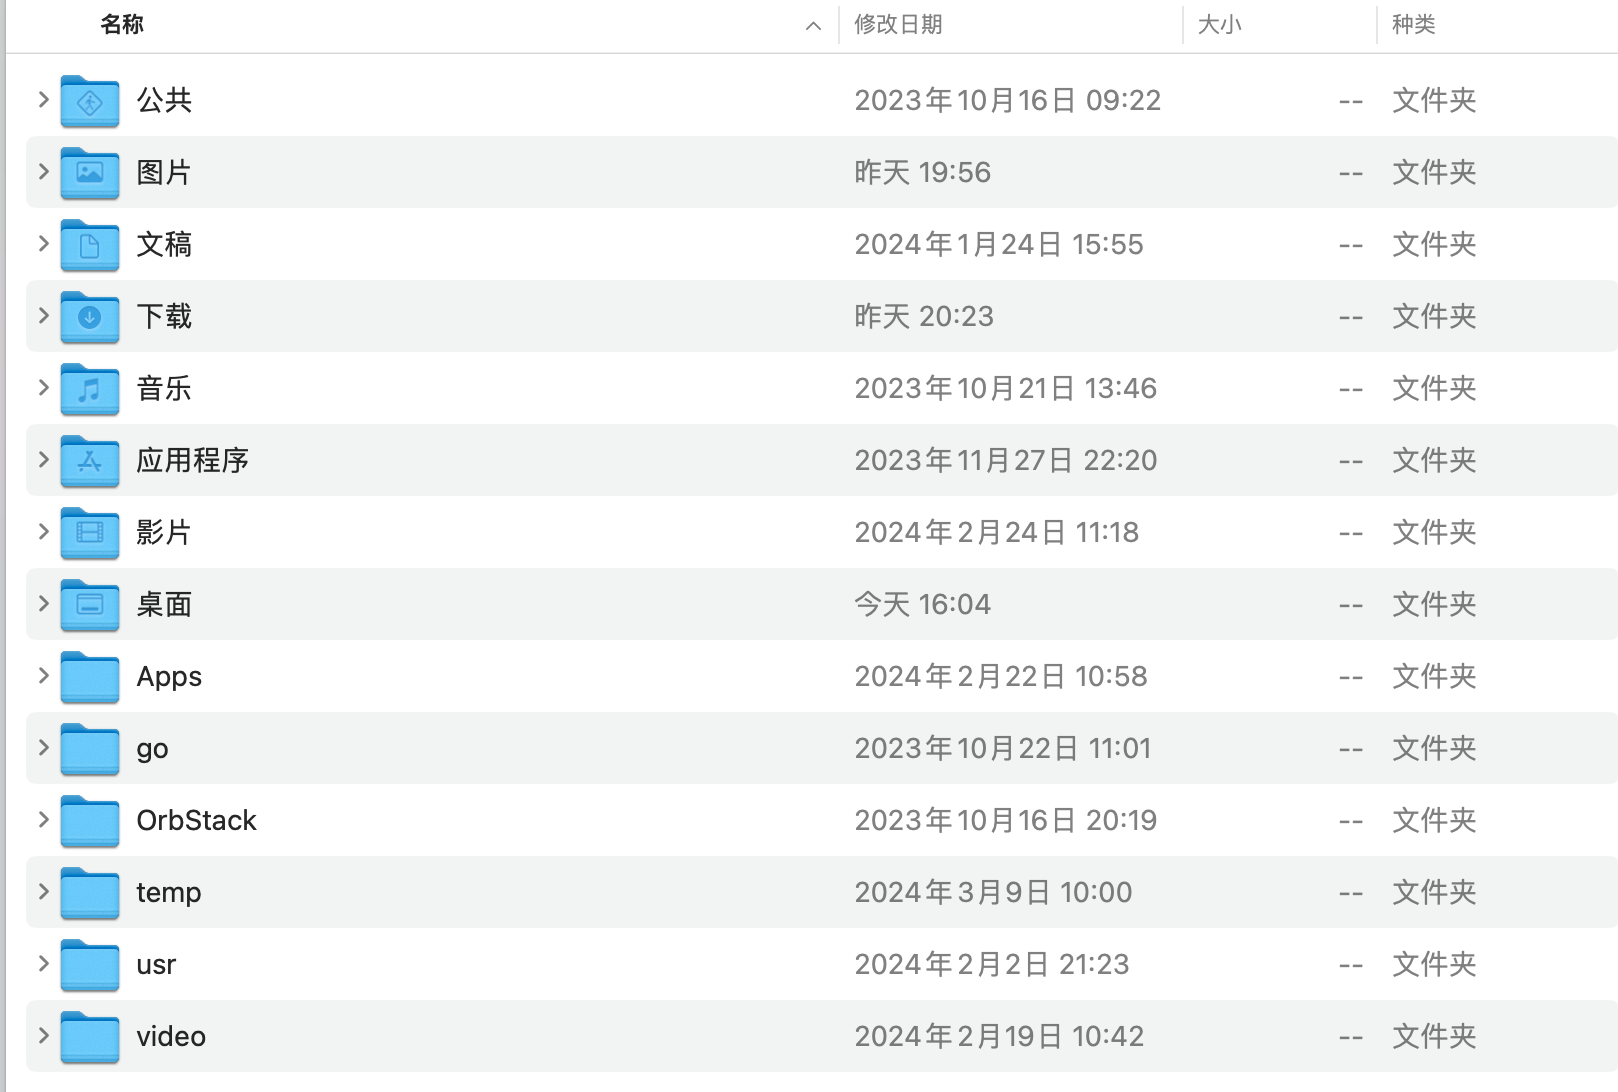 名称 修改日期 大小 种类
公共 2023年10月16日 09:22 -- 文件夹
图片 昨天 19:56 -- 文件夹
文稿 2024年1月24日 15:55 -- 文件夹
下载 昨天 20:23 -- 文件夹
音乐 2023年10月21日 13:46 -- 文件夹
应用程序 2023年11月27日 22:20 -- 文件夹
影片 2024年2月24日 11:18 -- 文件夹
桌面 今天 16:04 -- 文件夹
Apps 2024年2月22日 10:58 -- 文件夹
go 2023年10月22日 11:01 -- 文件夹
OrbStack 2023年10月16日 20:19 -- 文件夹
temp 2024年3月9日 10:00 -- 文件夹
usr 2024年2月2日 21:23 -- 文件夹
video 2024年2月19日 10:42 -- 文件夹